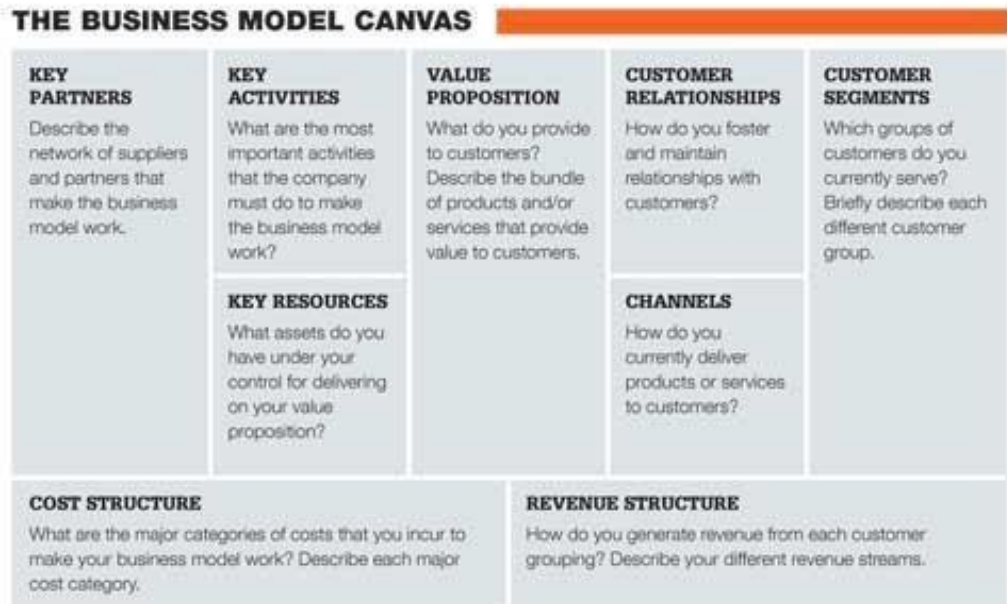 THE BUSINESS MODEL CANVAS
KEY
PARTNERS
Describe the
network of suppliers
and partners that
make the business
model work.
KEY
ACTIVITIES
What are the most
important activities
that the company
must do to make
the business model
work?
KEY RESOURCES
What assets do you
have under your
control for delivering
on your value
proposition?
VALUE
PROPOSITION
What do you provide
to customers?
Describe the bundle
of products and/or
services that provide
value to customers.
CUSTOMER
RELATIONSHIPS
How do you foster
and maintain
relationships with
customers?
CHANNELS
How do you
currently deliver
products or services
to customers?
CUSTOMER
SEGMENTS
Which groups of
customers do you
currently serve?
Briefly describe each
different customer
group.
COST STRUCTURE
What are the major categories of costs that you incur to
make your business model work? Describe each major
cost category.
REVENUE STRUCTURE
How do you generate revenue from each customer
grouping? Describe your different revenue streams.